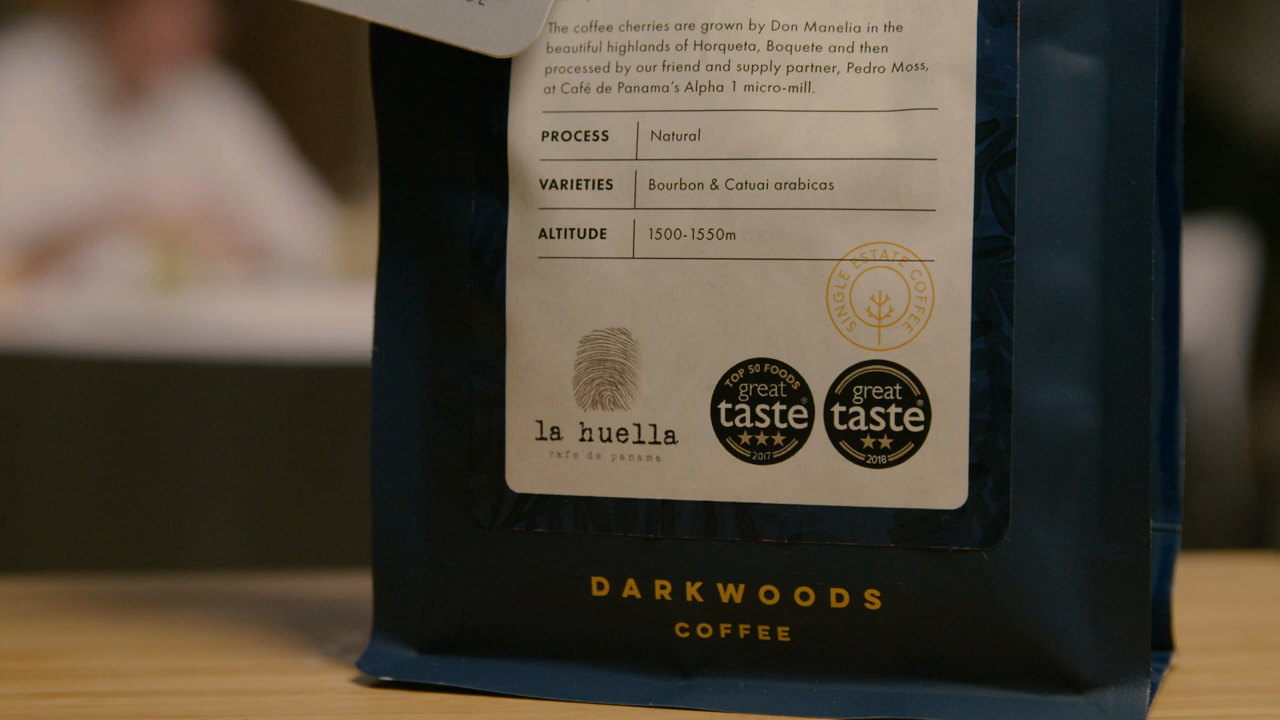 The coffee cherries are grown by Don Manelia in the
beautiful highlands of Horqueta, Boquete and then
processed by our friend and supply partner, Pedro Moss,
at Café de Panama's Alpha 1 micro-mill.
PROCESS Natural
VARIETIES Bourbon & Catuai arabicas
ALTITUDE 1500-1550m
SINGLE ESTATE COFFEE
la huella
cafe de panama
TOP 50 FOODS
great
taste®
2017
great
taste®
2018
DARKWOODS
COFFEE